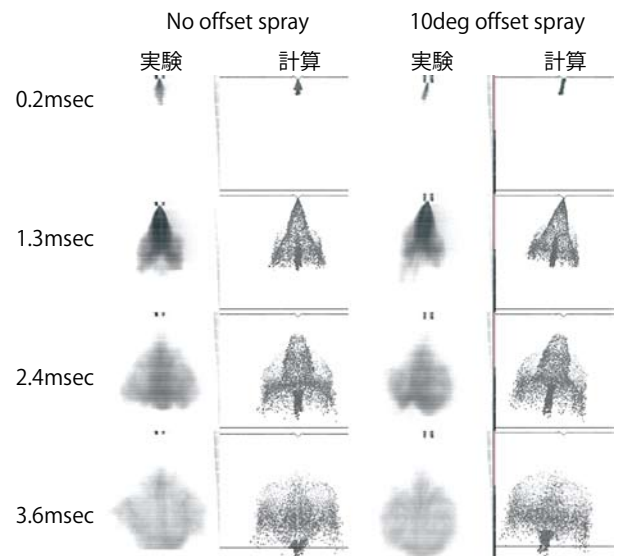 No offset spray 10deg offset spray
実験 計算 実験 計算
0.2msec
1.3msec
2.4msec
3.6msec